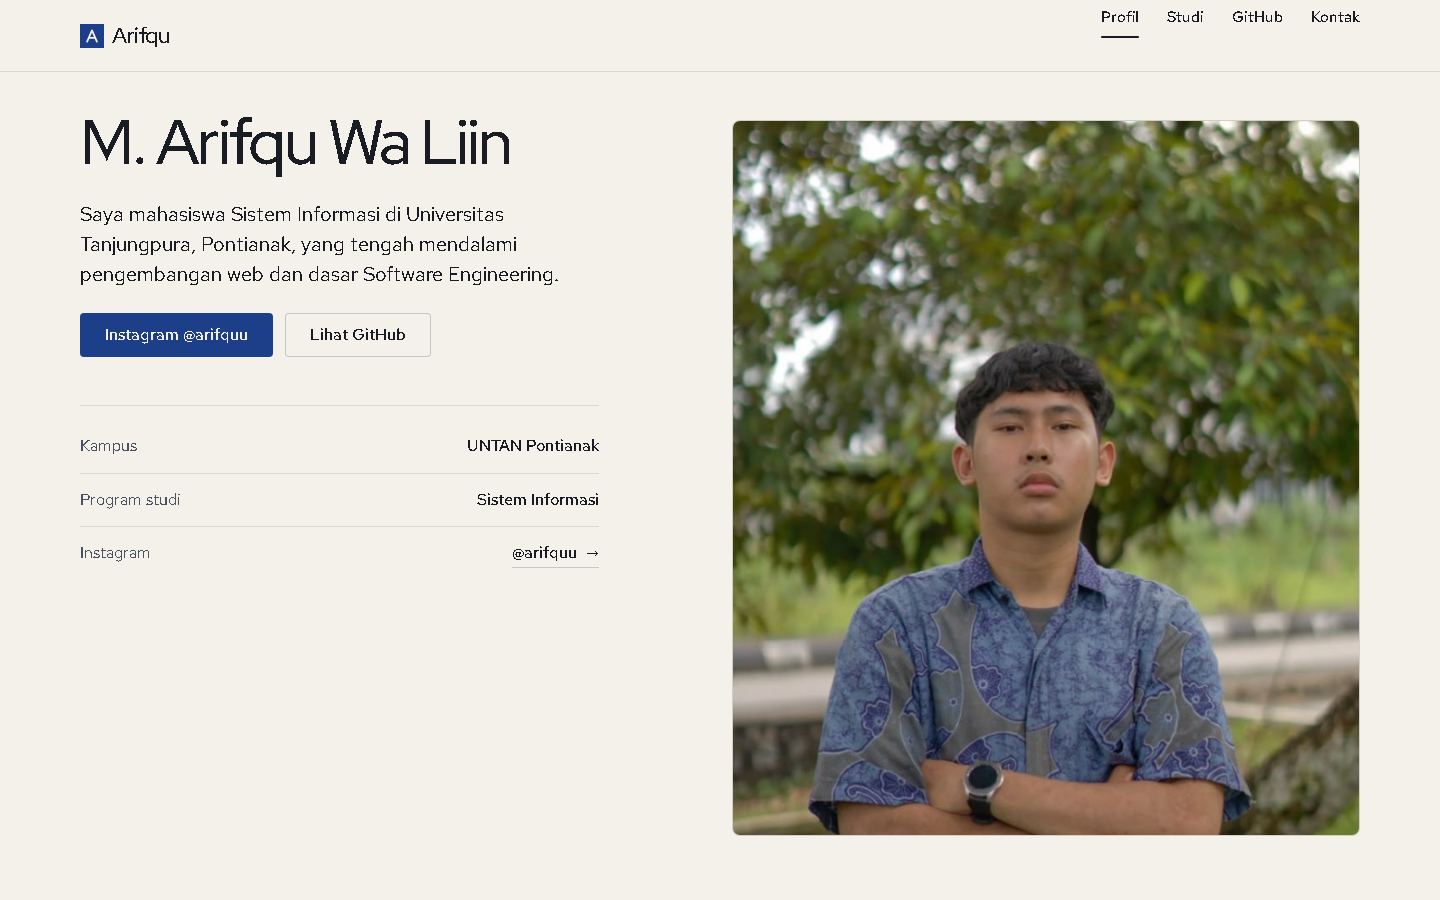 A Arifqu
Profil Studi GitHub Kontak
M. Arifqu Wa Liin
Saya mahasiswa Sistem Informasi di Universitas
Tanjungpura, Pontianak, yang tengah mendalami
pengembangan web dan dasar Software Engineering.
Instagram @arifquu Lihat GitHub
Kampus UNTAN Pontianak
Program studi Sistem Informasi
Instagram @arifquu →